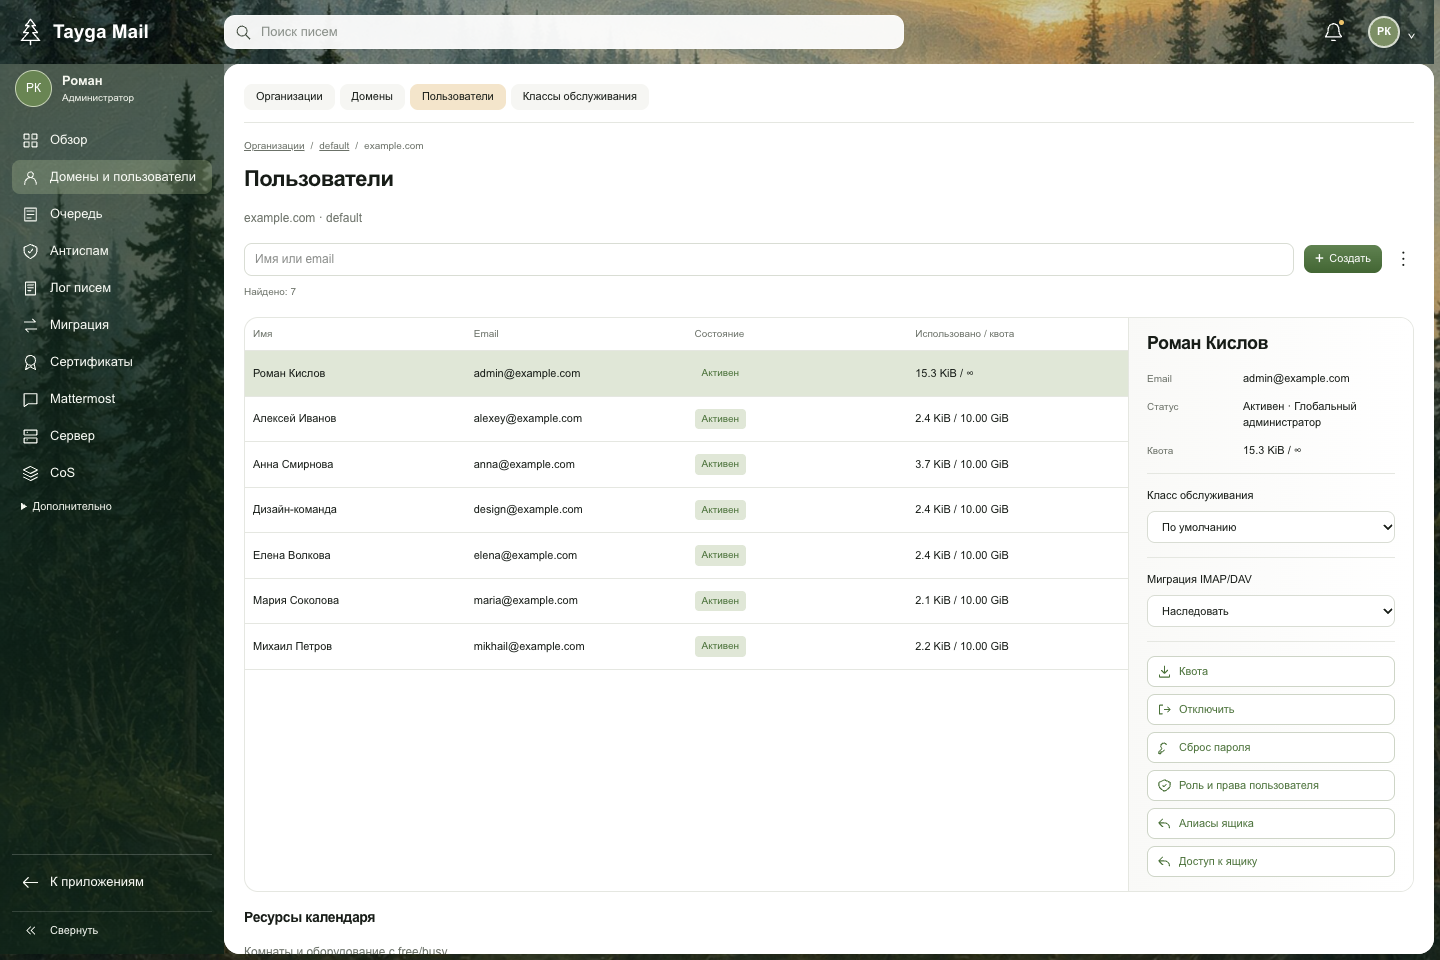 Tayga Mail
Поиск писем
РК
РК
Роман
Администратор
Обзор
Домены и пользователи
Очередь
Антиспам
Лог писем
Миграция
Сертификаты
Mattermost
Сервер
CoS
Дополнительно
К приложениям
Свернуть
Организации
Домены
Пользователи
Классы обслуживания
Организации / default / example.com
Пользователи
example.com · default
Имя или email
+ Создать
Найдено: 7
Имя Email Состояние Использовано / квота
Роман Кислов admin@example.com Активен 15.3 KiB / ∞
Алексей Иванов alexey@example.com Активен 2.4 KiB / 10.00 GiB
Анна Смирнова anna@example.com Активен 3.7 KiB / 10.00 GiB
Дизайн-команда design@example.com Активен 2.4 KiB / 10.00 GiB
Елена Волкова elena@example.com Активен 2.4 KiB / 10.00 GiB
Мария Соколова maria@example.com Активен 2.1 KiB / 10.00 GiB
Михаил Петров mikhail@example.com Активен 2.2 KiB / 10.00 GiB
Роман Кислов
Email admin@example.com
Статус Активен · Глобальный
администратор
Квота 15.3 KiB / ∞
Класс обслуживания
По умолчанию
Миграция IMAP/DAV
Наследовать
Квота
Отключить
Сброс пароля
Роль и права пользователя
Алиасы ящика
Доступ к ящику
Ресурсы календаря
Комнаты и оборудование с free/busy